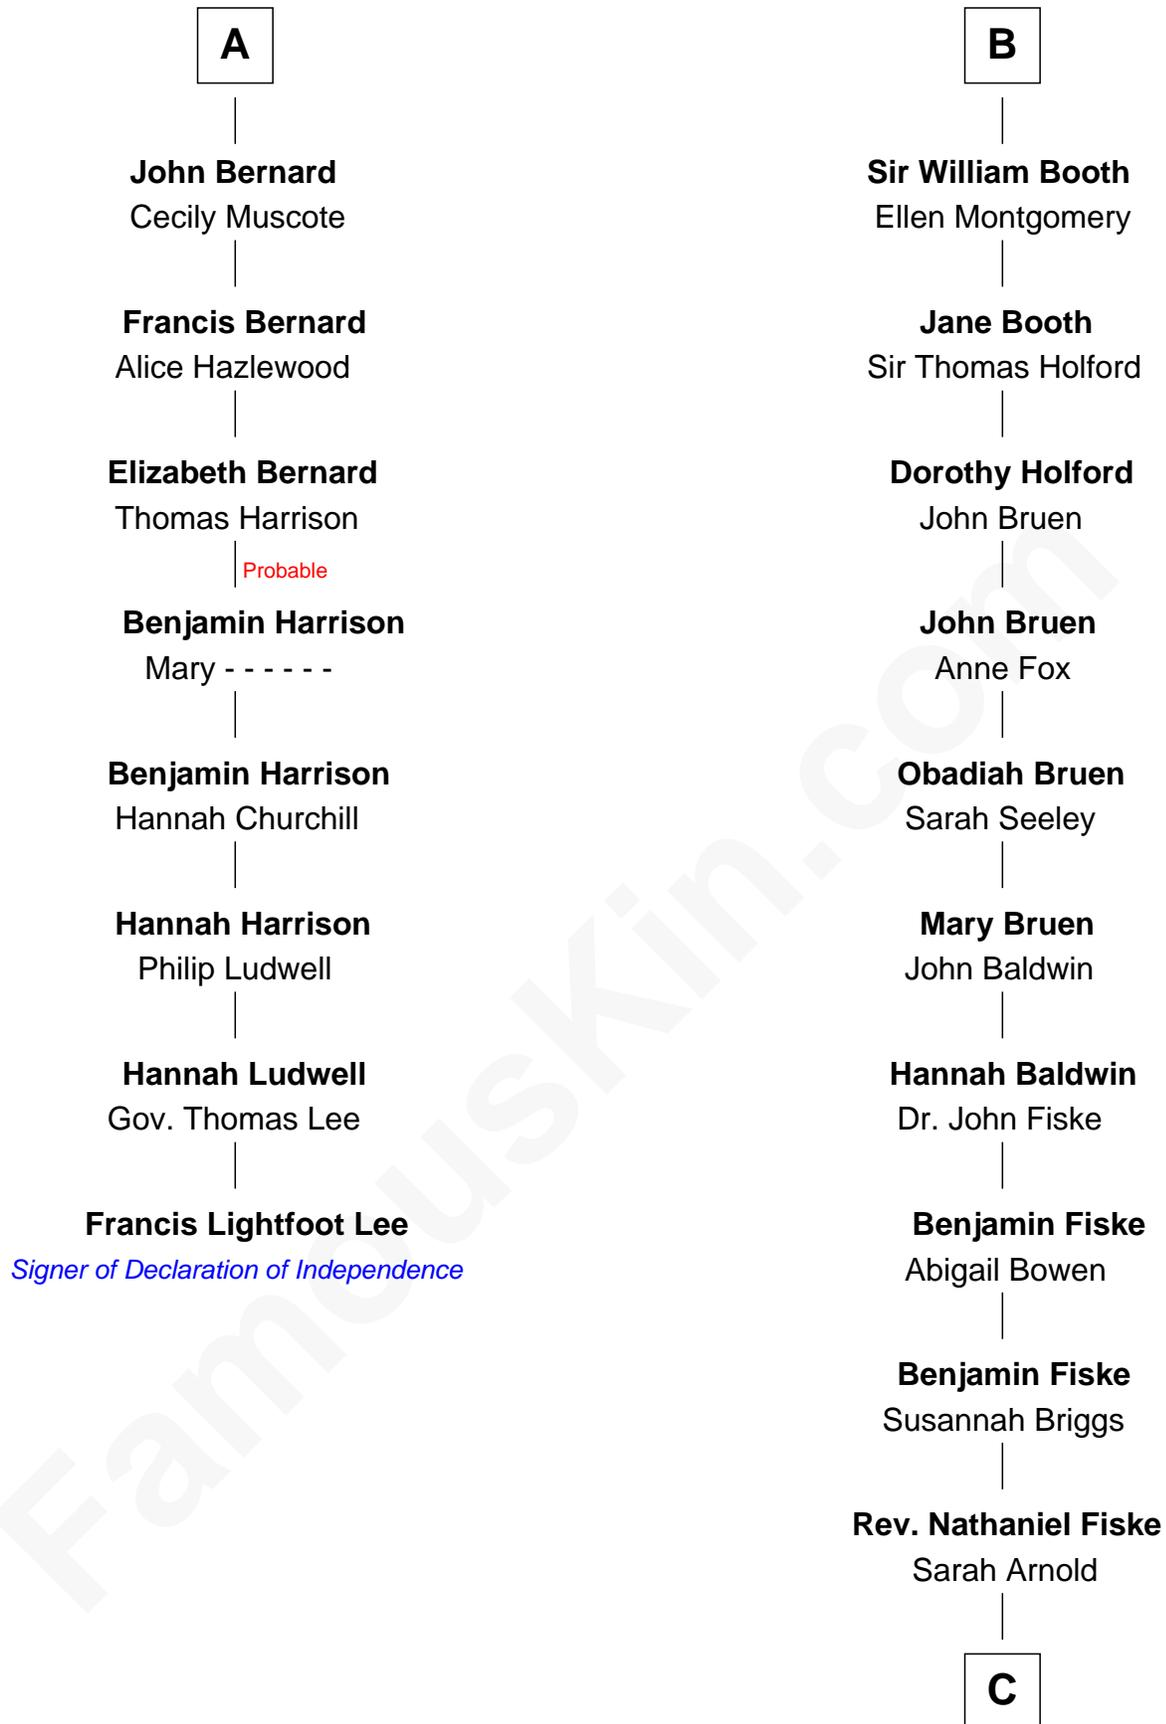 A
John Bernard
Cecily Muscote
Francis Bernard
Alice Hazlewood
Elizabeth Bernard
Thomas Harrison
Probable
Benjamin Harrison
Mary - - - - - -
Benjamin Harrison
Hannah Churchill
Hannah Harrison
Philip Ludwell
Hannah Ludwell
Gov. Thomas Lee
Francis Lightfoot Lee
Signer of Declaration of Independence
B
Sir William Booth
Ellen Montgomery
Jane Booth
Sir Thomas Holford
Dorothy Holford
John Bruen
John Bruen
Anne Fox
Obadiah Bruen
Sarah Seeley
Mary Bruen
John Baldwin
Hannah Baldwin
Dr. John Fiske
Benjamin Fiske
Abigail Bowen
Benjamin Fiske
Susannah Briggs
Rev. Nathaniel Fiske
Sarah Arnold
C
FamousKin.com